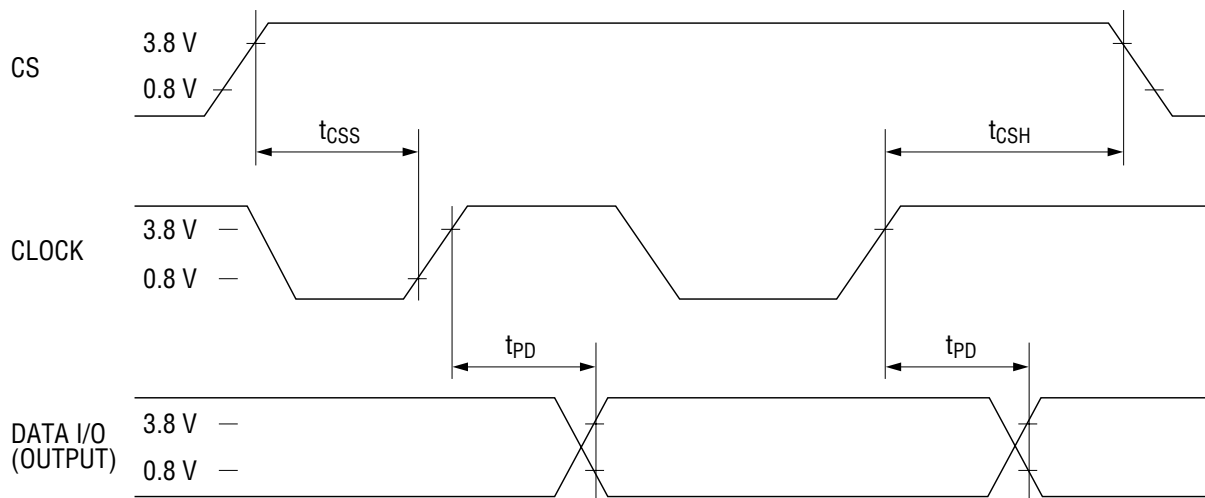 CS
3.8 V
0.8 V
tCSS
tCSH
CLOCK
3.8 V
0.8 V
tPD
tPD
DATA I/O
(OUTPUT)
3.8 V
0.8 V